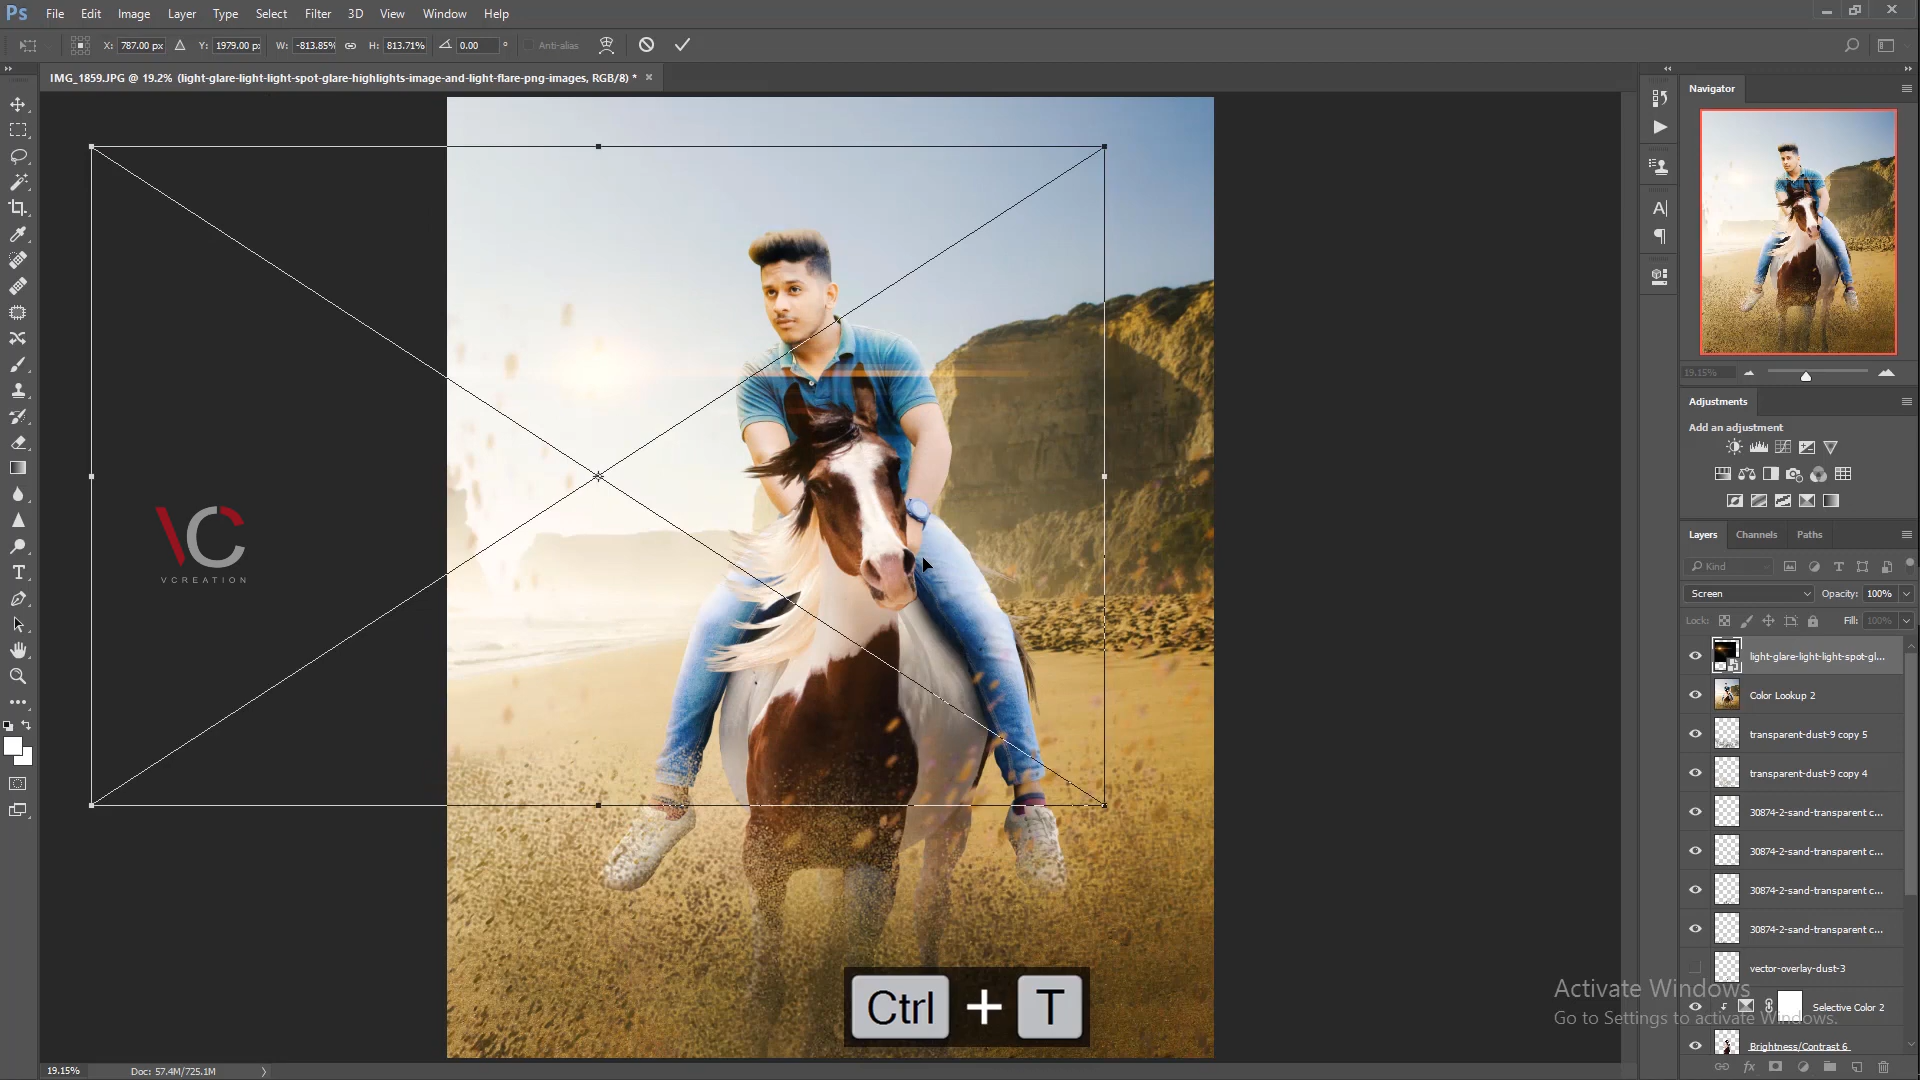 Ps File Edit Image Layer Type Select Filter 3D View Window Help
X: 787.00 px Y: 1979.00 p: W: -813.85% H: 813.71% 0.00 ° Anti-alias
IMG_1859.JPG @ 19.2% (light-glare-light-light-spot-glare-highlights-image-and-light-flare-png-images, RGB/8) * ×
Navigator
19.15%
Adjustments
Add an adjustment
Layers Channels Paths
Kind
Screen Opacity: 100%
Lock: Fill: 100%
light-glare-light-light-spot-gl...
Color Lookup 2
transparent-dust-9 copy 5
transparent-dust-9 copy 4
30874-2-sand-transparent c...
30874-2-sand-transparent c...
30874-2-sand-transparent c...
30874-2-sand-transparent c...
vector-overlay-dust-3
Selective Color 2
Brightness/Contrast 6
VC
VCREATION
Ctrl + T
Activate Windows
Go to Settings to activate Windows.
19.15% Doc: 57.4M/725.1M